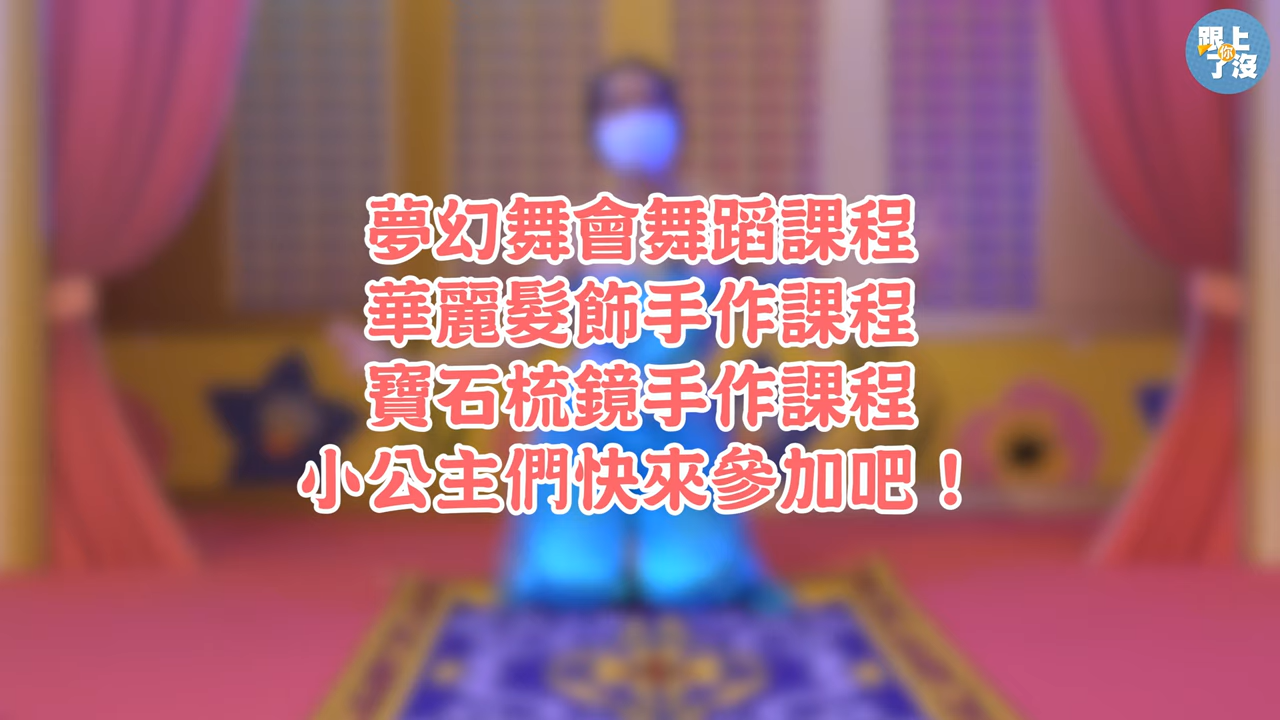 跟上
你
了沒
夢幻舞會舞蹈課程
華麗髮飾手作課程
寶石梳鏡手作課程
小公主們快來參加吧！